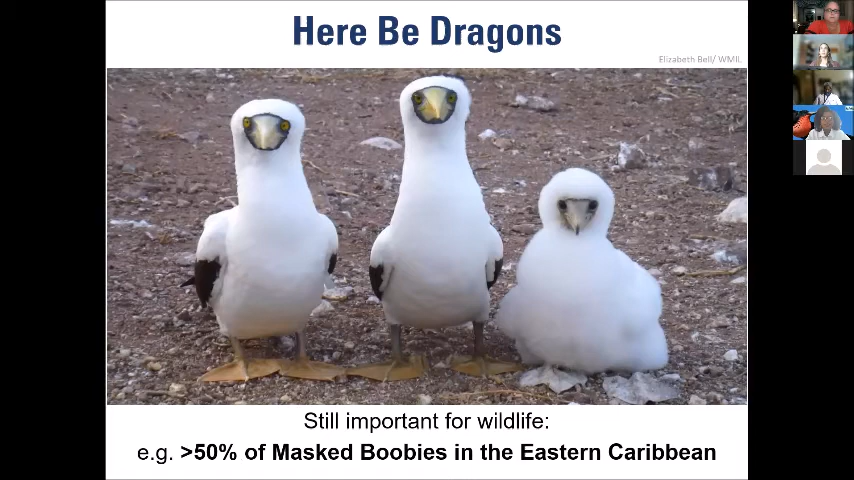 Here Be Dragons
Elizabeth Bell/ WMIL
Still important for wildlife:
e.g. >50% of Masked Boobies in the Eastern Caribbean